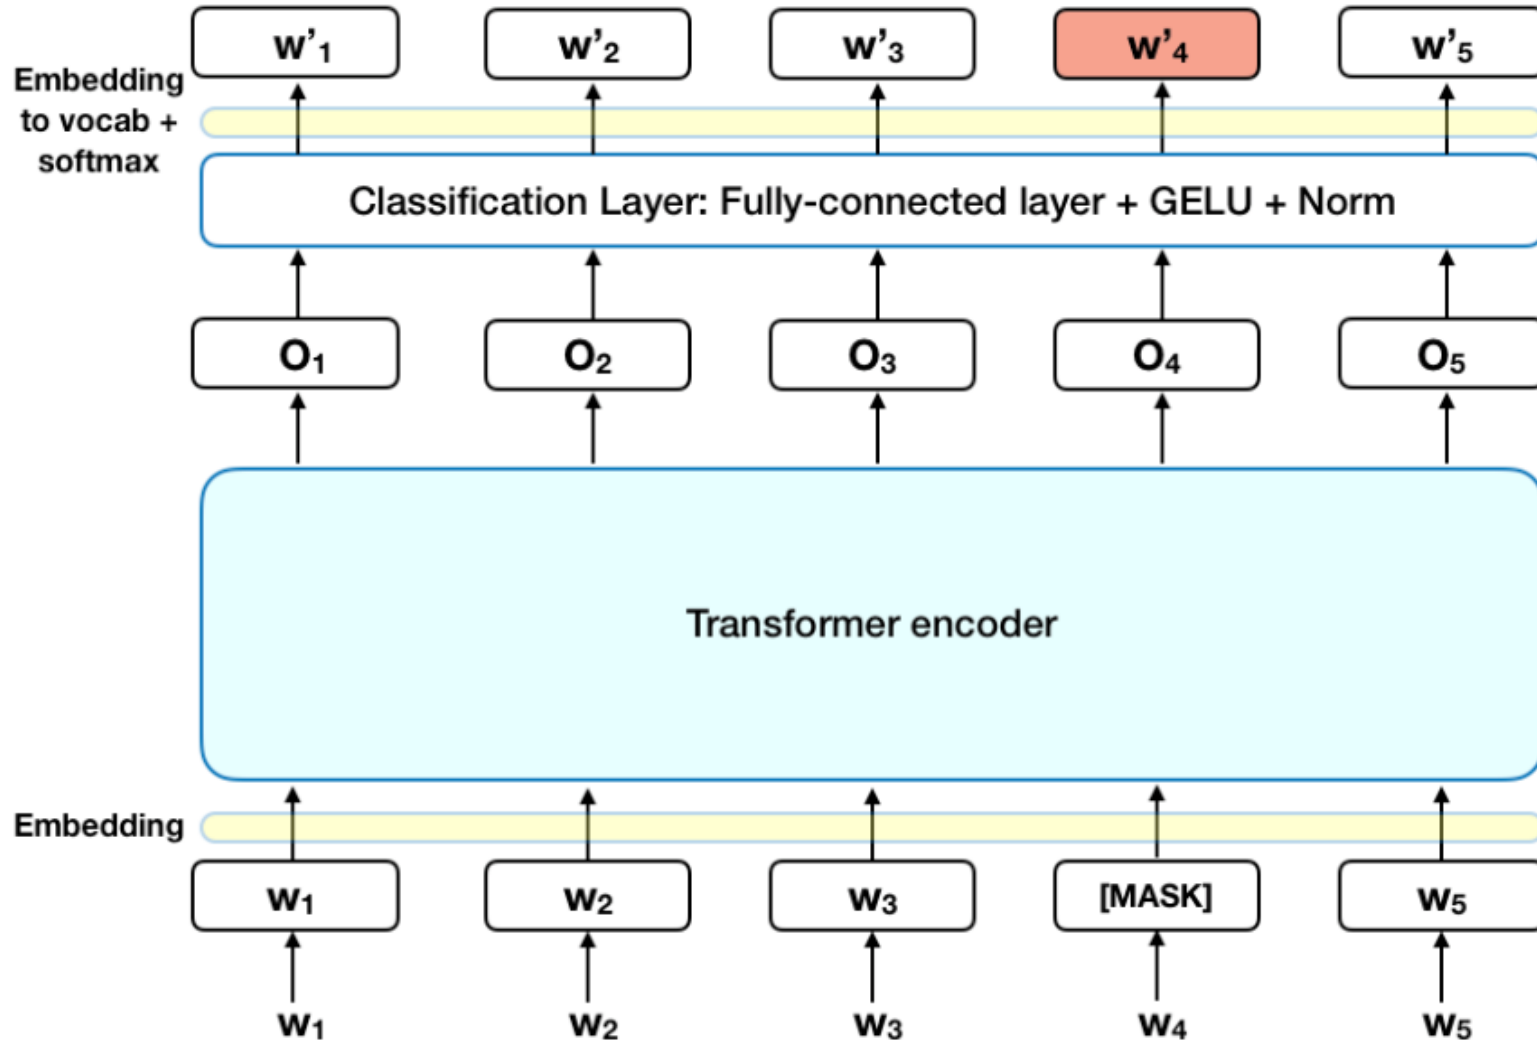 w’₁ w’₂ w’₃ w’₄ w’₅
Embedding
to vocab +
softmax
Classification Layer: Fully-connected layer + GELU + Norm
O₁ O₂ O₃ O₄ O₅
Transformer encoder
Embedding
w₁ w₂ w₃ [MASK] w₅
w₁ w₂ w₃ w₄ w₅